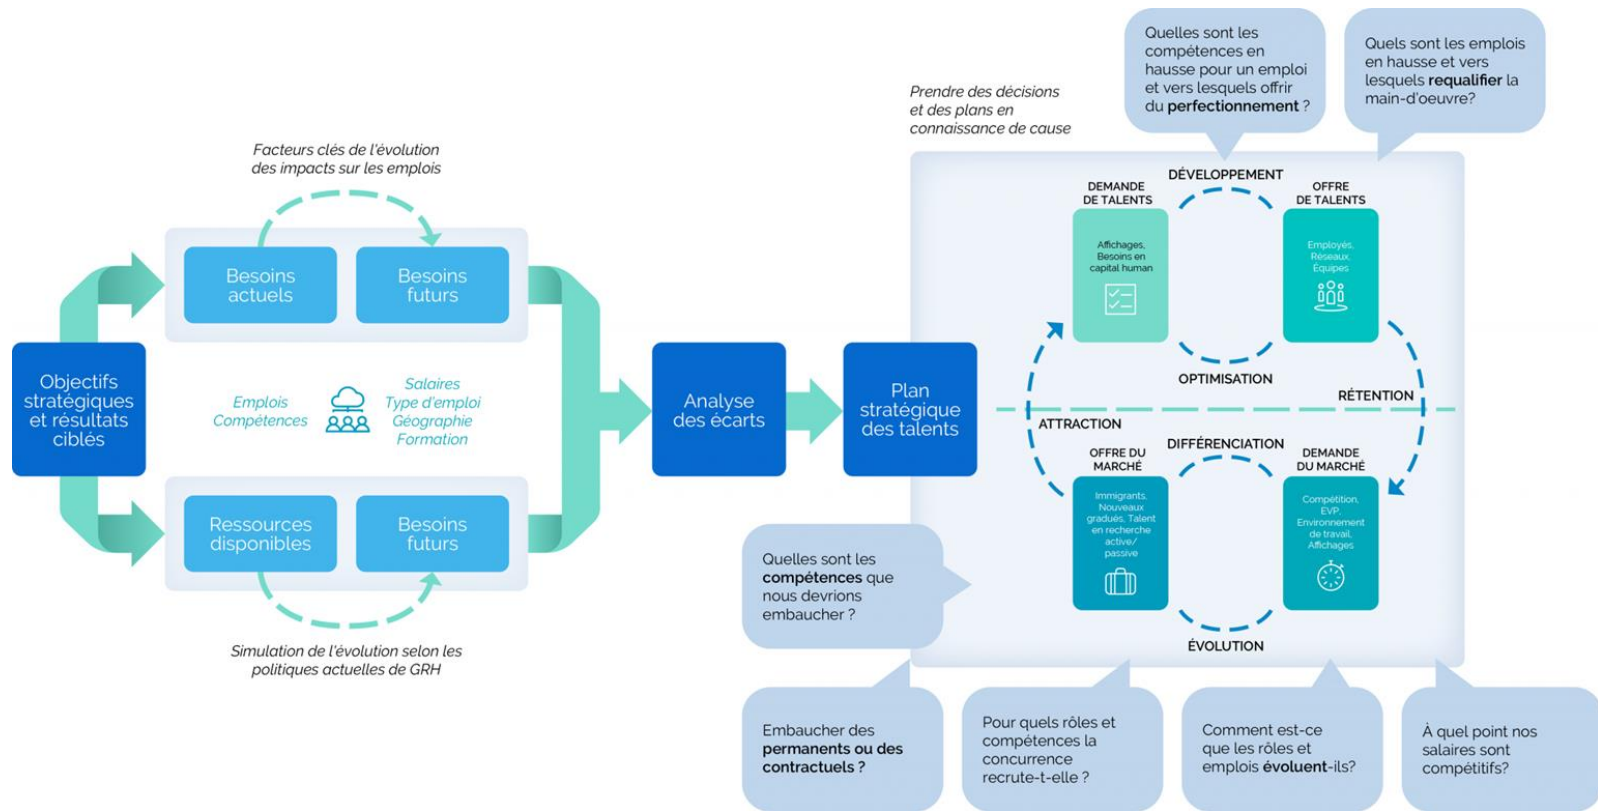 Facteurs clés de l'évolution
des impacts sur les emplois
Besoins
actuels
Besoins
futurs
Objectifs
stratégiques
et résultats
ciblés
Emplois
Compétences
Salaires
Type d'emploi
Géographie
Formation
Ressources
disponibles
Besoins
futurs
Simulation de l'évolution selon les
politiques actuelles de GRH
Analyse
des écarts
Plan
stratégique
des talents
Prendre des décisions
et des plans en
connaissance de cause
Quelles sont les
compétences en
hausse pour un emploi
et vers lesquels offrir
du perfectionnement ?
Quels sont les emplois
en hausse et vers
lesquels requalifier la
main-d'oeuvre?
DÉVELOPPEMENT
DEMANDE
DE TALENTS
Affichages,
Besoins en
capital human
OFFRE DE
TALENTS
Employés,
Réseaux,
Équipes
OPTIMISATION
RÉTENTION
ATTRACTION
DIFFÉRENCIATION
OFFRE DU
MARCHÉ
Immigrants,
Nouveaux
gradués, Talent
en recherche
active/
passive
DEMANDE
DU MARCHÉ
Compétition,
EVP,
Environnement
de travail,
Affichages
ÉVOLUTION
Quelles sont les
compétences que
nous devrions
embaucher ?
Embaucher des
permanents ou des
contractuels ?
Pour quels rôles et
compétences la
concurrence
recrute-t-elle ?
Comment est-ce
que les rôles et
emplois évoluent-ils?
À quel point nos
salaires sont
compétitifs?